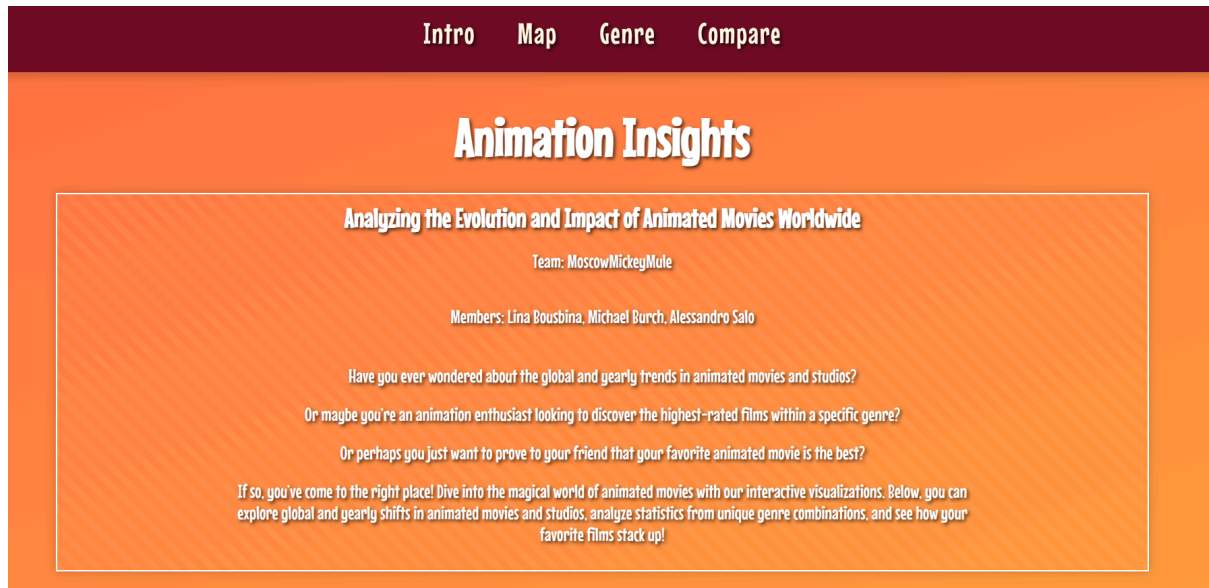 Intro Map Genre Compare
Animation Insights
Analyzing the Evolution and Impact of Animated Movies Worldwide
Team: MoscowMickeyMule
Members: Lina Bousbina, Michael Burch, Alessandro Salo
Have you ever wondered about the global and yearly trends in animated movies and studios?
Or maybe you're an animation enthusiast looking to discover the highest-rated films within a specific genre?
Or perhaps you just want to prove to your friend that your favorite animated movie is the best?
If so, you've come to the right place! Dive into the magical world of animated movies with our interactive visualizations. Below, you can
explore global and yearly shifts in animated movies and studios, analyze statistics from unique genre combinations, and see how your
favorite films stack up!